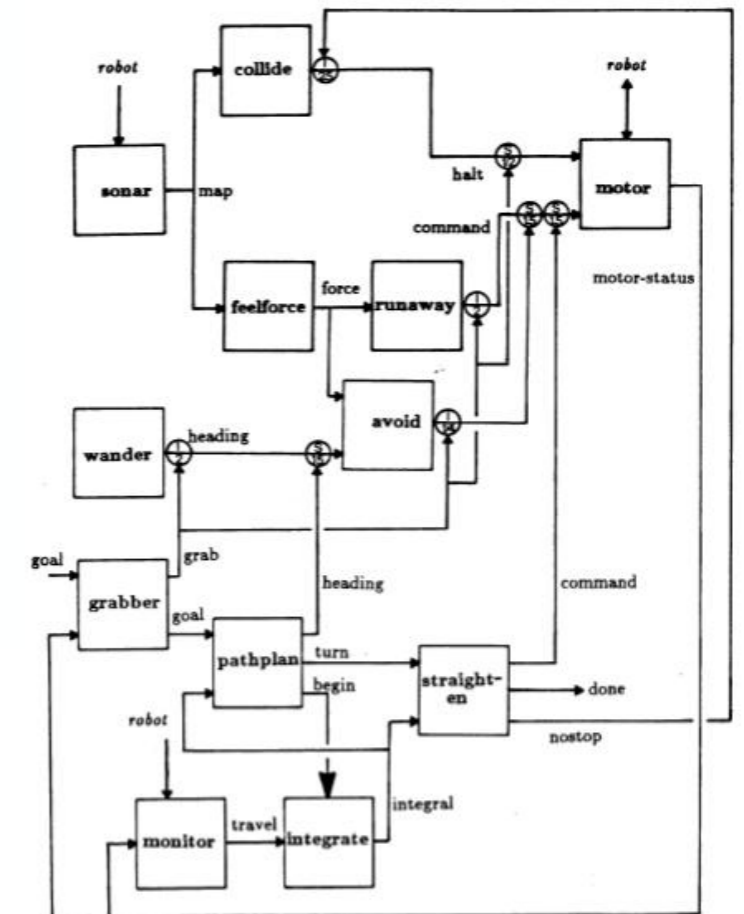 robot
collide
robot
sonar
map
halt
motor
command
motor-status
force
feelforce
runaway
avoid
heading
wander
goal
grab
grabber
goal
heading
command
pathplan
turn
begin
straight-
en
done
nostop
robot
integral
travel
monitor
integrate